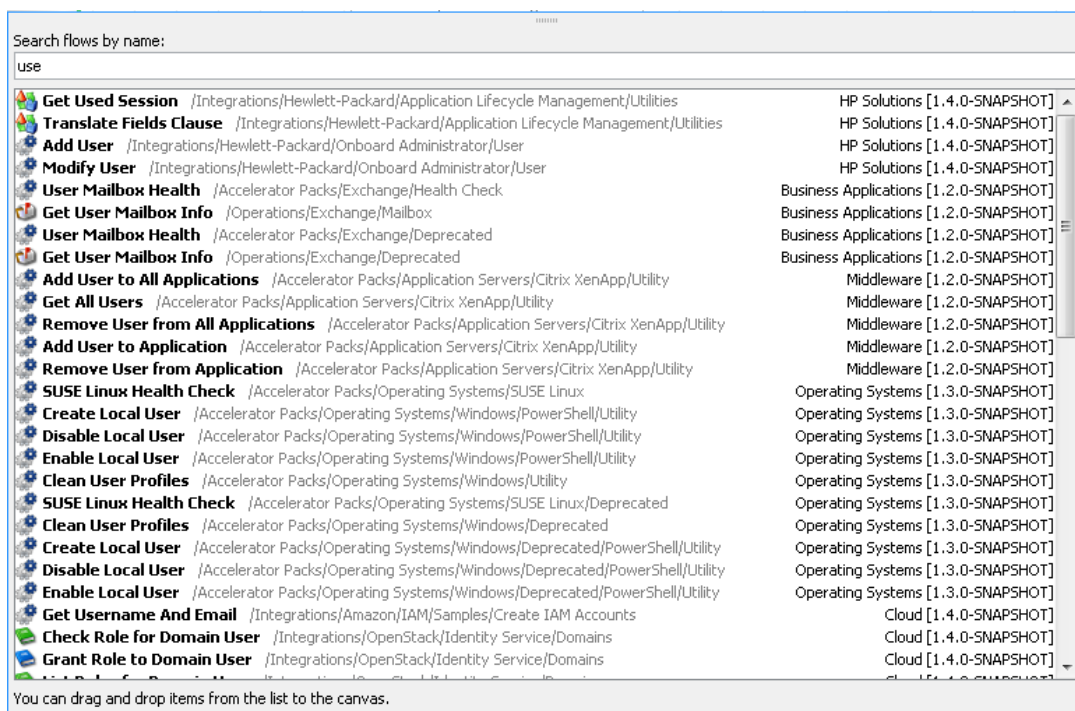 Search flows by name:
use
Get Used Session /Integrations/Hewlett-Packard/Application Lifecycle Management/Utilities HP Solutions [1.4.0-SNAPSHOT]
Translate Fields Clause /Integrations/Hewlett-Packard/Application Lifecycle Management/Utilities HP Solutions [1.4.0-SNAPSHOT]
Add User /Integrations/Hewlett-Packard/Onboard Administrator/User HP Solutions [1.4.0-SNAPSHOT]
Modify User /Integrations/Hewlett-Packard/Onboard Administrator/User HP Solutions [1.4.0-SNAPSHOT]
User Mailbox Health /Accelerator Packs/Exchange/Health Check Business Applications [1.2.0-SNAPSHOT]
Get User Mailbox Info /Operations/Exchange/Mailbox Business Applications [1.2.0-SNAPSHOT]
User Mailbox Health /Accelerator Packs/Exchange/Deprecated Business Applications [1.2.0-SNAPSHOT]
Get User Mailbox Info /Operations/Exchange/Deprecated Business Applications [1.2.0-SNAPSHOT]
Add User to All Applications /Accelerator Packs/Application Servers/Citrix XenApp/Utility Middleware [1.2.0-SNAPSHOT]
Get All Users /Accelerator Packs/Application Servers/Citrix XenApp/Utility Middleware [1.2.0-SNAPSHOT]
Remove User from All Applications /Accelerator Packs/Application Servers/Citrix XenApp/Utility Middleware [1.2.0-SNAPSHOT]
Add User to Application /Accelerator Packs/Application Servers/Citrix XenApp/Utility Middleware [1.2.0-SNAPSHOT]
Remove User from Application /Accelerator Packs/Application Servers/Citrix XenApp/Utility Middleware [1.2.0-SNAPSHOT]
SUSE Linux Health Check /Accelerator Packs/Operating Systems/SUSE Linux Operating Systems [1.3.0-SNAPSHOT]
Create Local User /Accelerator Packs/Operating Systems/Windows/PowerShell/Utility Operating Systems [1.3.0-SNAPSHOT]
Disable Local User /Accelerator Packs/Operating Systems/Windows/PowerShell/Utility Operating Systems [1.3.0-SNAPSHOT]
Enable Local User /Accelerator Packs/Operating Systems/Windows/PowerShell/Utility Operating Systems [1.3.0-SNAPSHOT]
Clean User Profiles /Accelerator Packs/Operating Systems/Windows/Utility Operating Systems [1.3.0-SNAPSHOT]
SUSE Linux Health Check /Accelerator Packs/Operating Systems/SUSE Linux/Deprecated Operating Systems [1.3.0-SNAPSHOT]
Clean User Profiles /Accelerator Packs/Operating Systems/Windows/Deprecated Operating Systems [1.3.0-SNAPSHOT]
Create Local User /Accelerator Packs/Operating Systems/Windows/Deprecated/PowerShell/Utility Operating Systems [1.3.0-SNAPSHOT]
Disable Local User /Accelerator Packs/Operating Systems/Windows/Deprecated/PowerShell/Utility Operating Systems [1.3.0-SNAPSHOT]
Enable Local User /Accelerator Packs/Operating Systems/Windows/Deprecated/PowerShell/Utility Operating Systems [1.3.0-SNAPSHOT]
Get Username And Email /Integrations/Amazon/IAM/Samples/Create IAM Accounts Cloud [1.4.0-SNAPSHOT]
Check Role for Domain User /Integrations/OpenStack/Identity Service/Domains Cloud [1.4.0-SNAPSHOT]
Grant Role to Domain User /Integrations/OpenStack/Identity Service/Domains Cloud [1.4.0-SNAPSHOT]
You can drag and drop items from the list to the canvas.